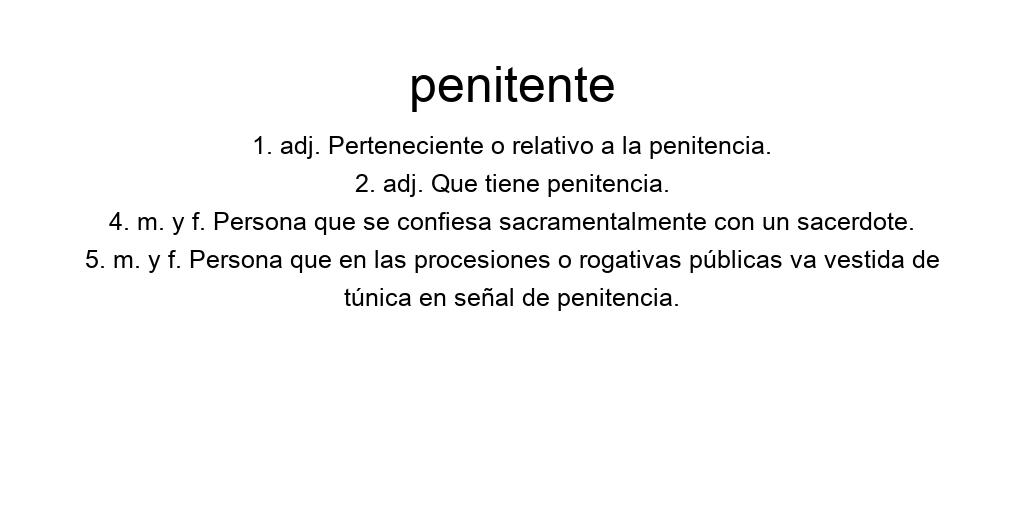 penitente
1. adj. Perteneciente o relativo a la penitencia.
2. adj. Que tiene penitencia.
4. m. y f. Persona que se confiesa sacramentalmente con un sacerdote.
5. m. y f. Persona que en las procesiones o rogativas públicas va vestida de
túnica en señal de penitencia.